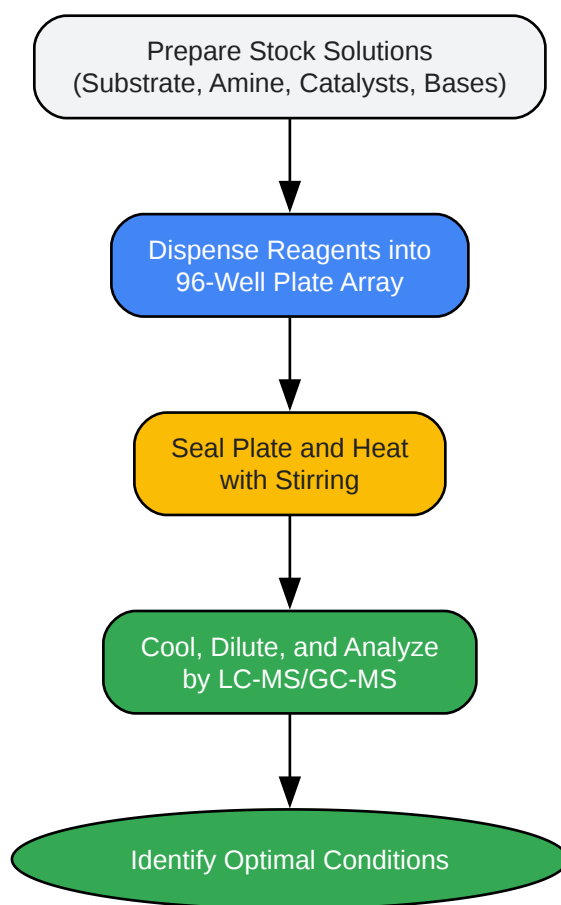 Prepare Stock Solutions
(Substrate, Amine, Catalysts, Bases)
Dispense Reagents into
96-Well Plate Array
Seal Plate and Heat
with Stirring
Cool, Dilute, and Analyze
by LC-MS/GC-MS
Identify Optimal Conditions